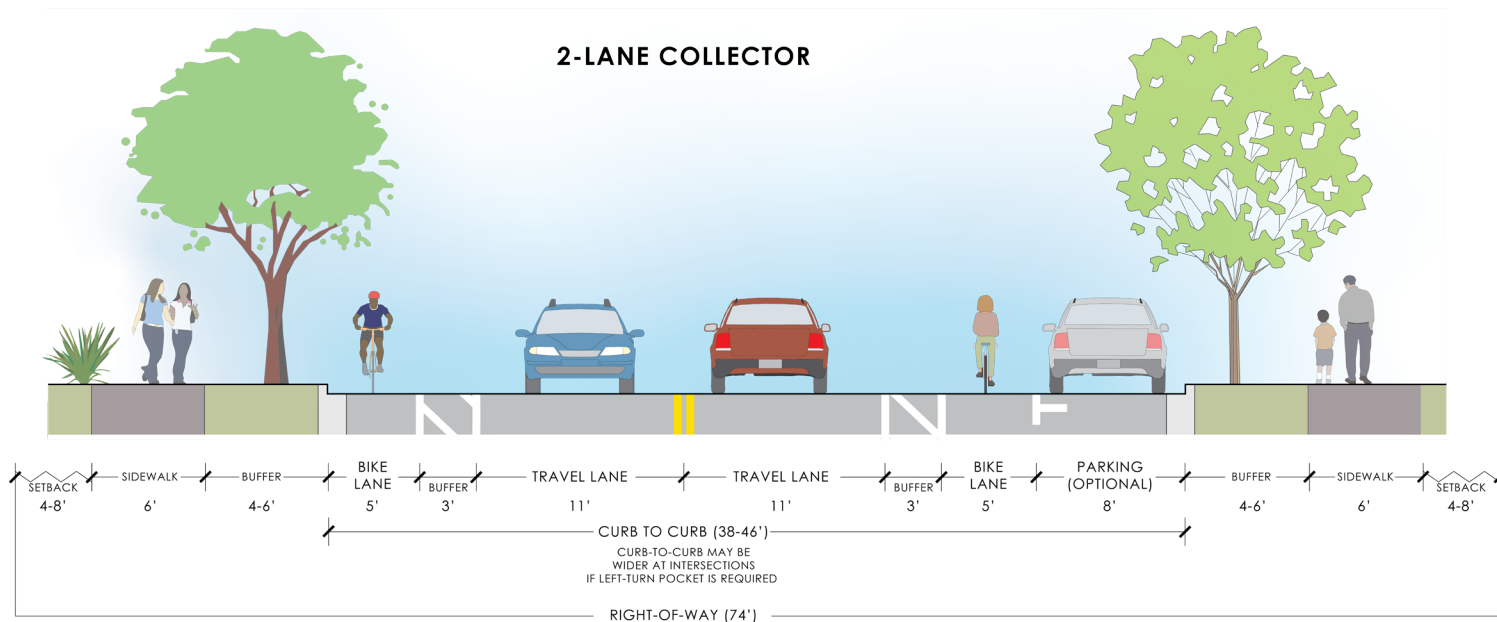 2-LANE COLLECTOR
SETBACK
4-8’
SIDEWALK
6’
BUFFER
4-6’
BIKE
LANE
5’
BUFFER
3’
TRAVEL LANE
11’
TRAVEL LANE
11’
BUFFER
3’
BIKE
LANE
5’
PARKING
(OPTIONAL)
8’
BUFFER
4-6’
SIDEWALK
6’
SETBACK
4-8’
CURB TO CURB (38-46’)
CURB-TO-CURB MAY BE
WIDER AT INTERSECTIONS
IF LEFT-TURN POCKET IS REQUIRED
RIGHT-OF-WAY (74’)